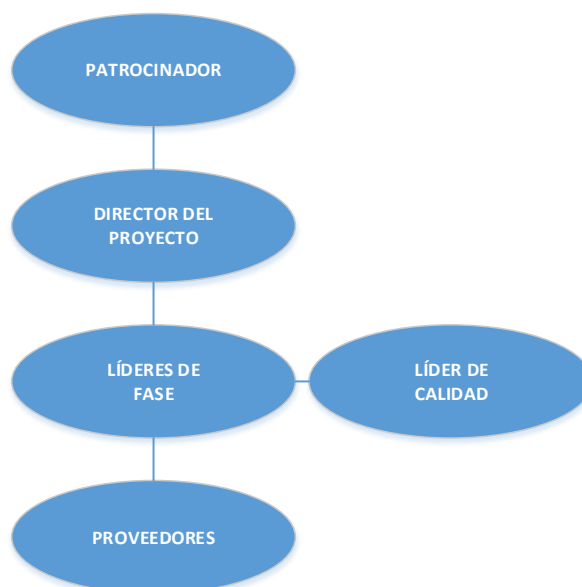 PATROCINADOR
DIRECTOR DEL
PROYECTO
LÍDERES DE
FASE
LÍDER DE
CALIDAD
PROVEEDORES